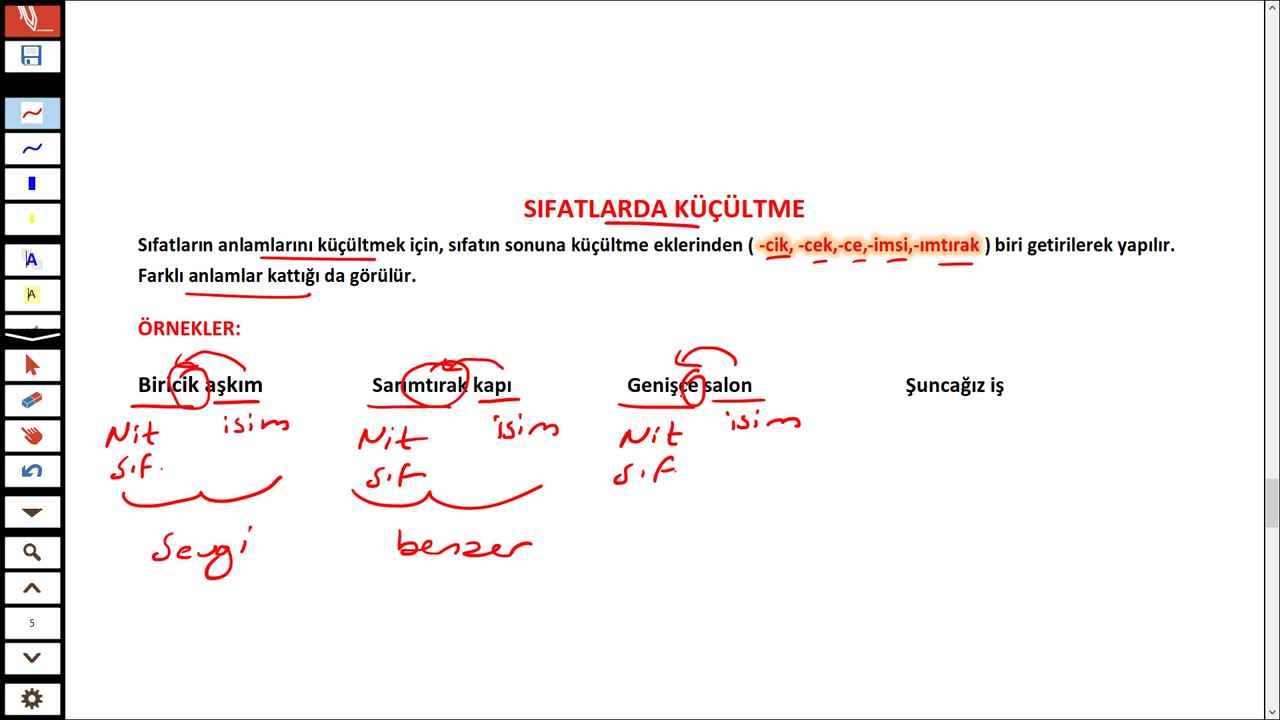 SIFATLARDA KÜÇÜLTME
Sıfatların anlamlarını küçültmek için, sıfatın sonuna küçültme eklerinden ( -cik, -cek,-ce,-imsi,-ımtırak ) biri getirilerek yapılır.
Farklı anlamlar kattığı da görülür.
ÖRNEKLER:
Biricik aşkım Sarımtırak kapı Genişçe salon Şuncağız iş
Nit isim Nit isim Nit isim
sıf. sıf sıf.
sevgi benzer
A
A
5